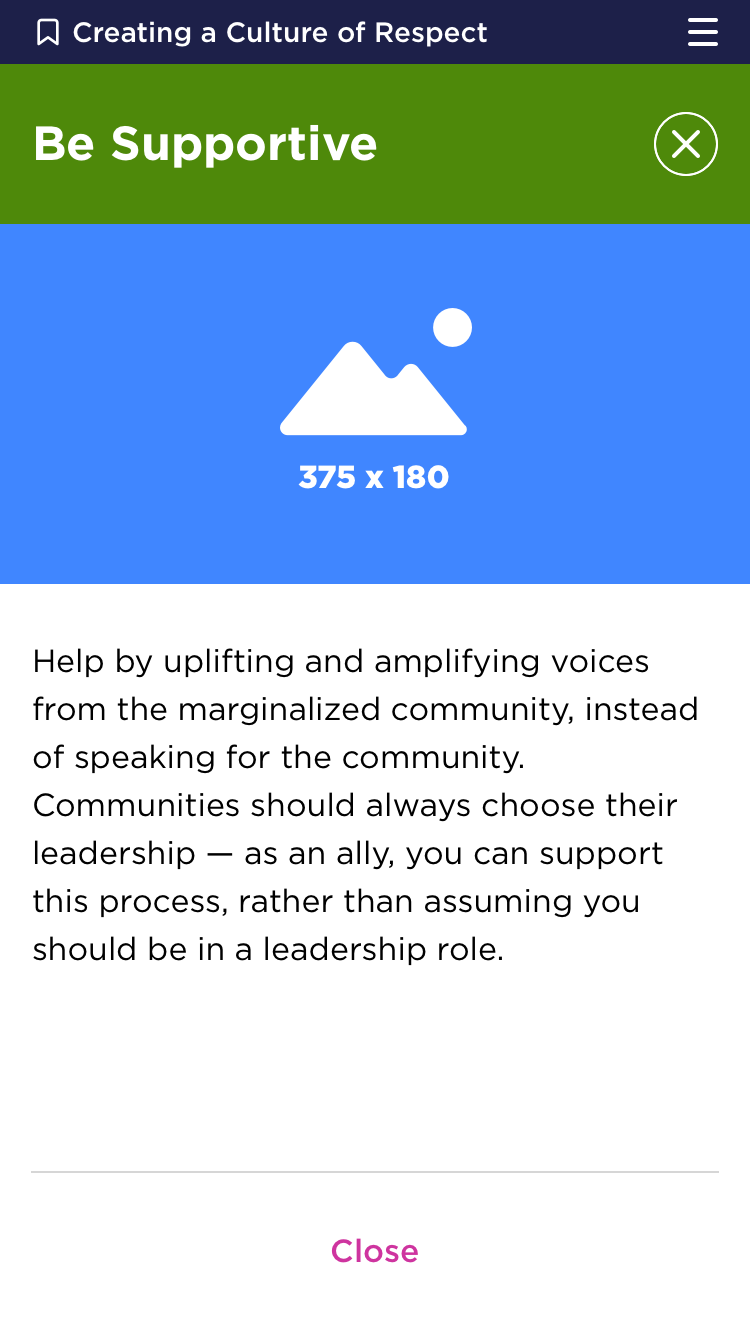 Creating a Culture of Respect
Be Supportive
375 x 180
Help by uplifting and amplifying voices
from the marginalized community, instead
of speaking for the community.
Communities should always choose their
leadership — as an ally, you can support
this process, rather than assuming you
should be in a leadership role.
Close